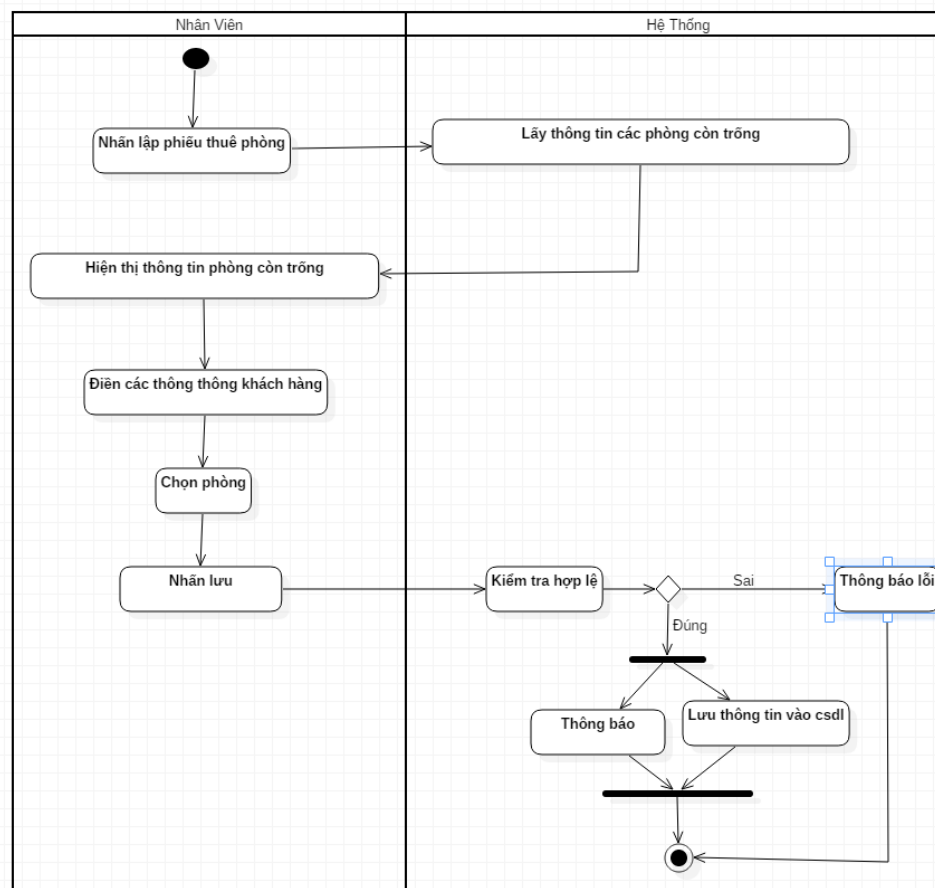 Nhân Viên
Hệ Thống
Nhấn lập phiếu thuê phòng
Lấy thông tin các phòng còn trống
Hiện thị thông tin phòng còn trống
Điền các thông thông khách hàng
Chọn phòng
Nhấn lưu
Kiểm tra hợp lệ
Sai
Thông báo lỗi
Đúng
Thông báo
Lưu thông tin vào csdl